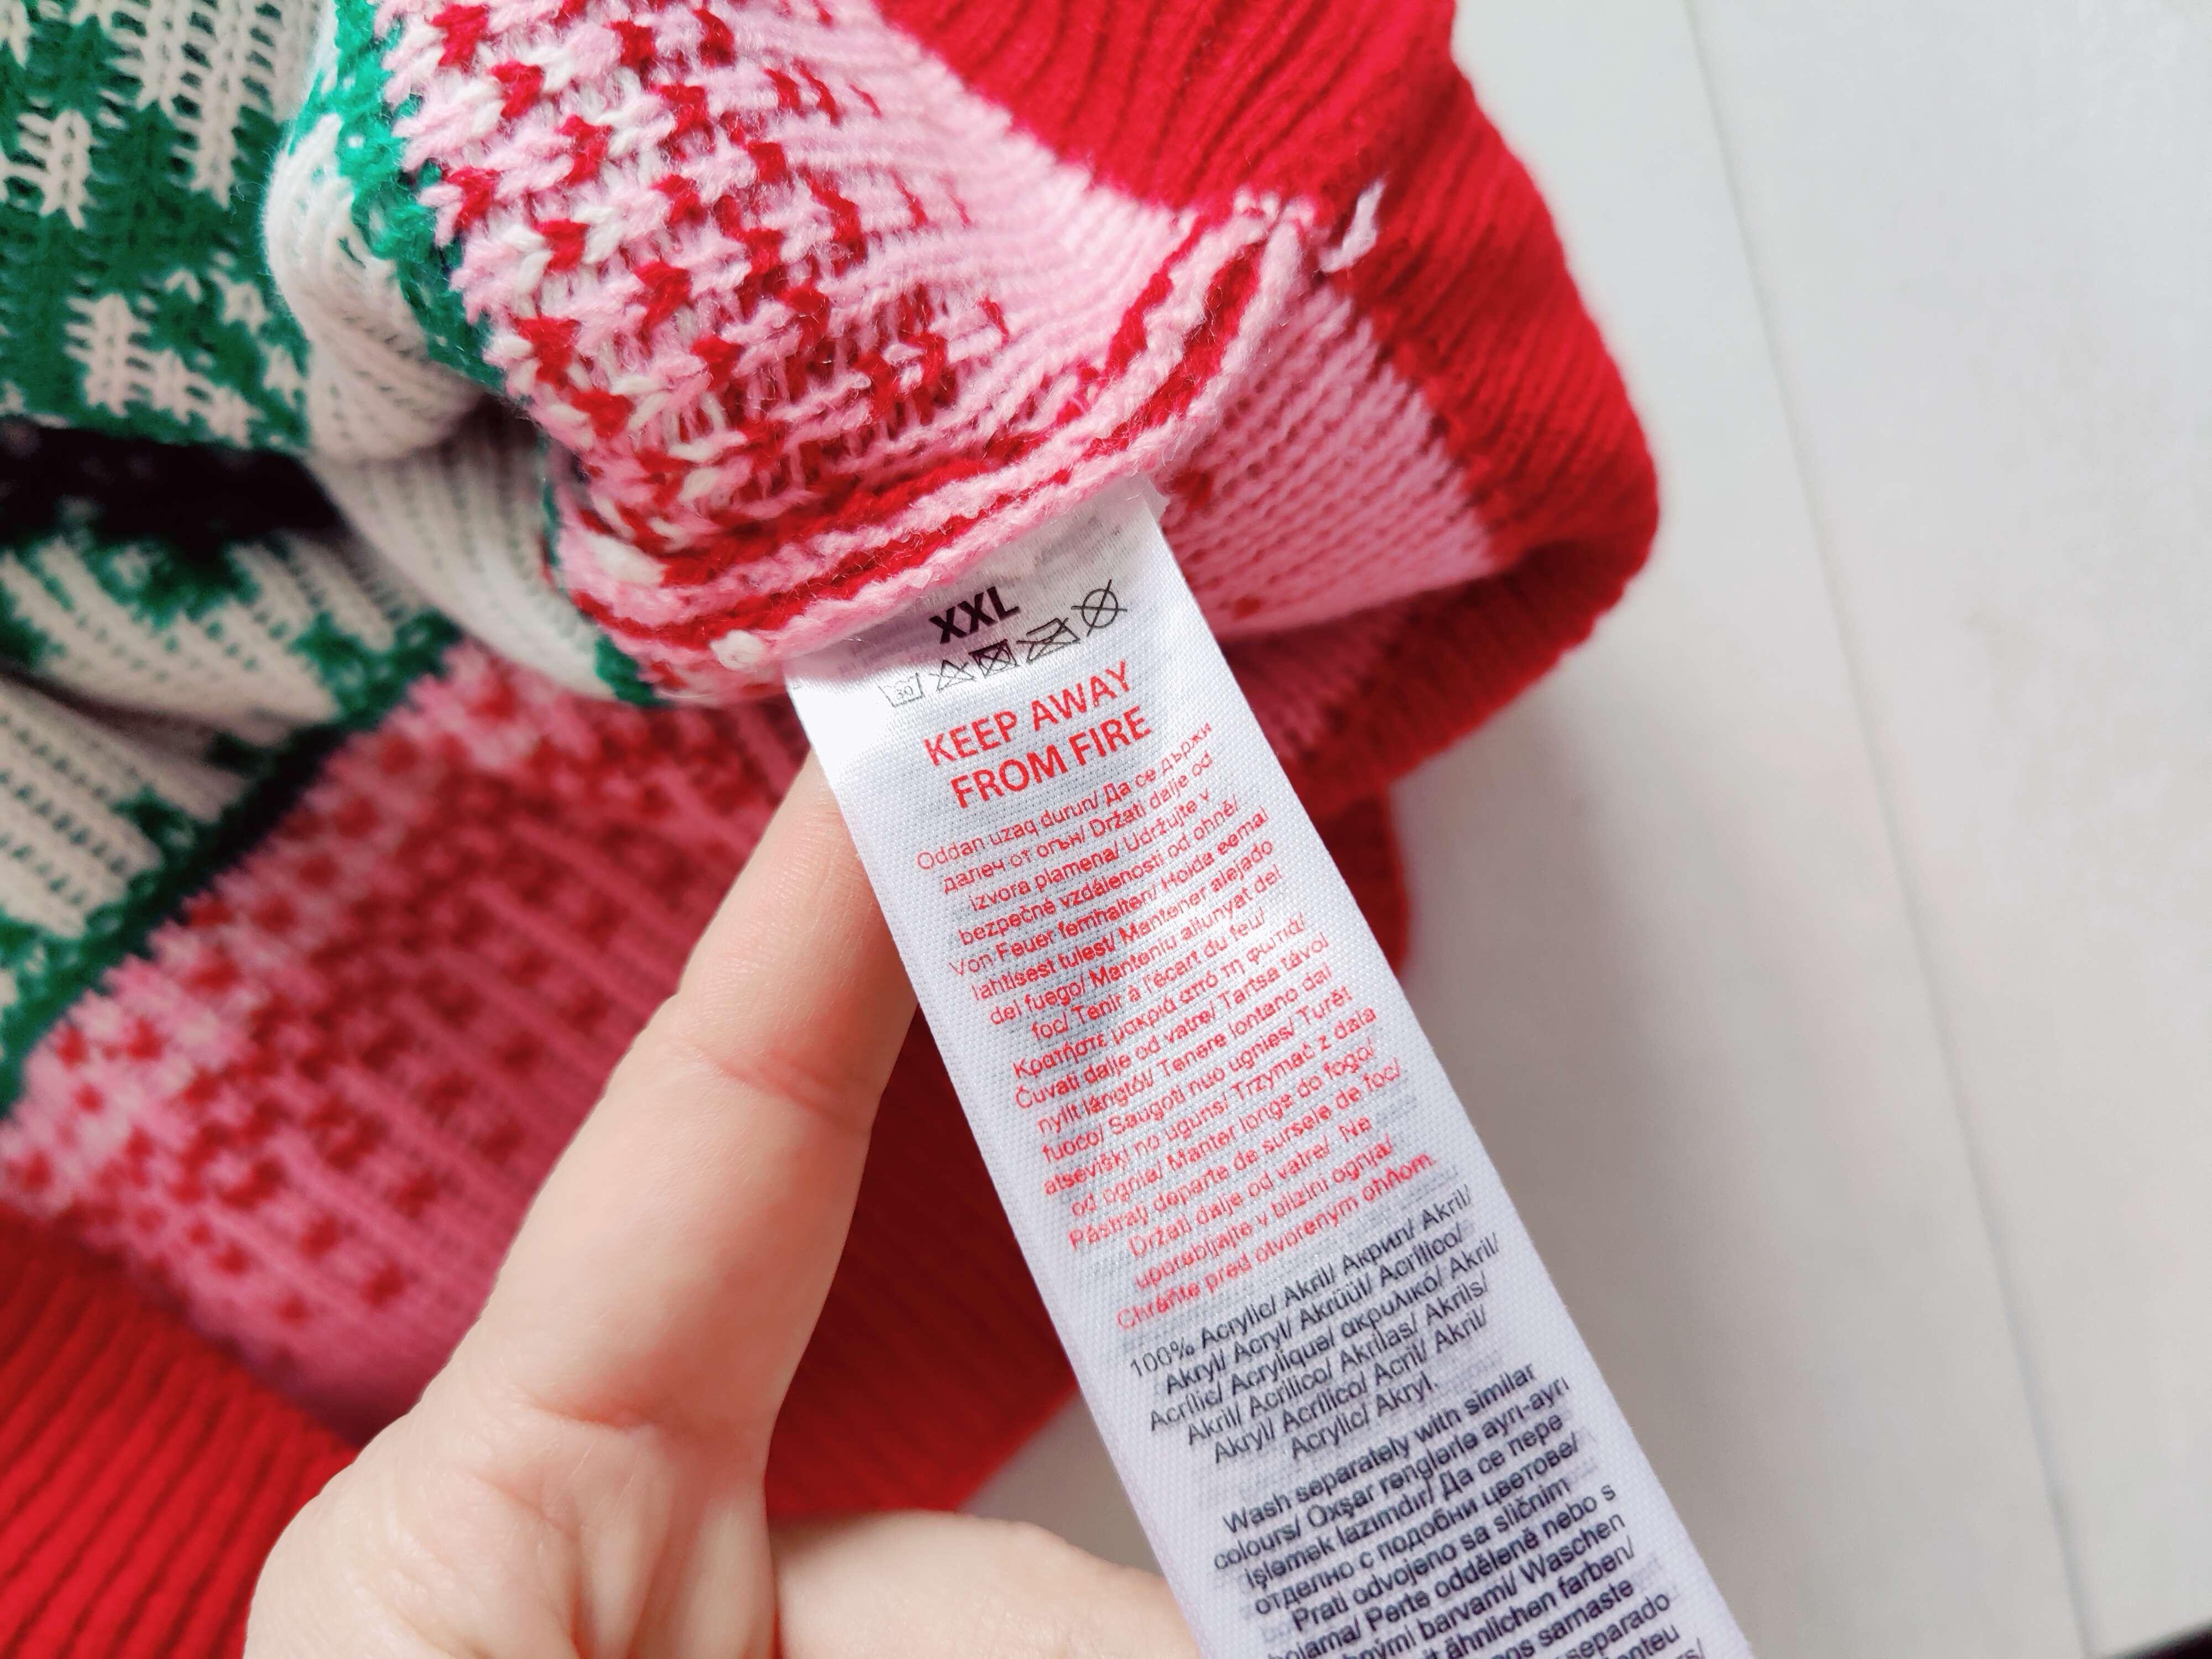 XXL
30
KEEP AWAY
FROM FIRE
Oddan uzaq durun/ Да се държи
далеч от огън/ Držati dalje od
izvora plamena/ Udržujte v
bezpečné vzdálenosti od ohně/
Von Feuer fernhalten/ Hoida eemal
lahtisest tulest/ Mantener alejado
del fuego/ Manteniu allunyat del
foc/ Tenir à l'écart du feu/
Κρατήστε μακριά από τη φωτιά/
Čuvati dalje od vatre/ Tartsa távol
nyílt lángtól/ Tenere lontano dal
fuoco/ Saugoti nuo ugnies/ Turēt
atsevišķi no uguns/ Trzymać z dala
od ognia/ Manter longe do fogo/
Păstrați departe de sursele de foc/
Držati dalje od vatre/ Ne
uporabljajte v bližini ognja/
Chráňte pred otvoreným ohňom.
100% Acrylic/ Akril/ Акрил/ Akril/
Akryl/ Acryl/ Akrüül/ Acrílico/
Acrílic/ Acrylique/ ακρυλικό/ Akril/
Akril/ Acrilico/ Akrilas/ Akrils/
Akryl/ Acrílico/ Acril/ Akril/
Acrylic/ Akryl.
Wash separately with similar
colours/ Oxşar renglerle ayrı-ayrı
işlemek lazımdır/ Да се пере
отделно с подобни цветове/
Prati odvojeno sa sličnim
bojama/ Perte odděleně nebo s
barvami/ Waschen
ähnlichen farben/
samaste
separado